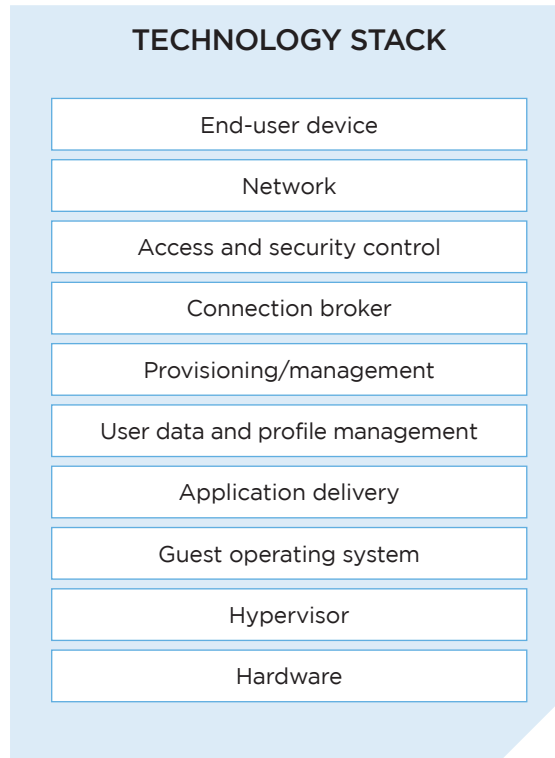 TECHNOLOGY STACK
End-user device
Network
Access and security control
Connection broker
Provisioning/management
User data and profile management
Application delivery
Guest operating system
Hypervisor
Hardware